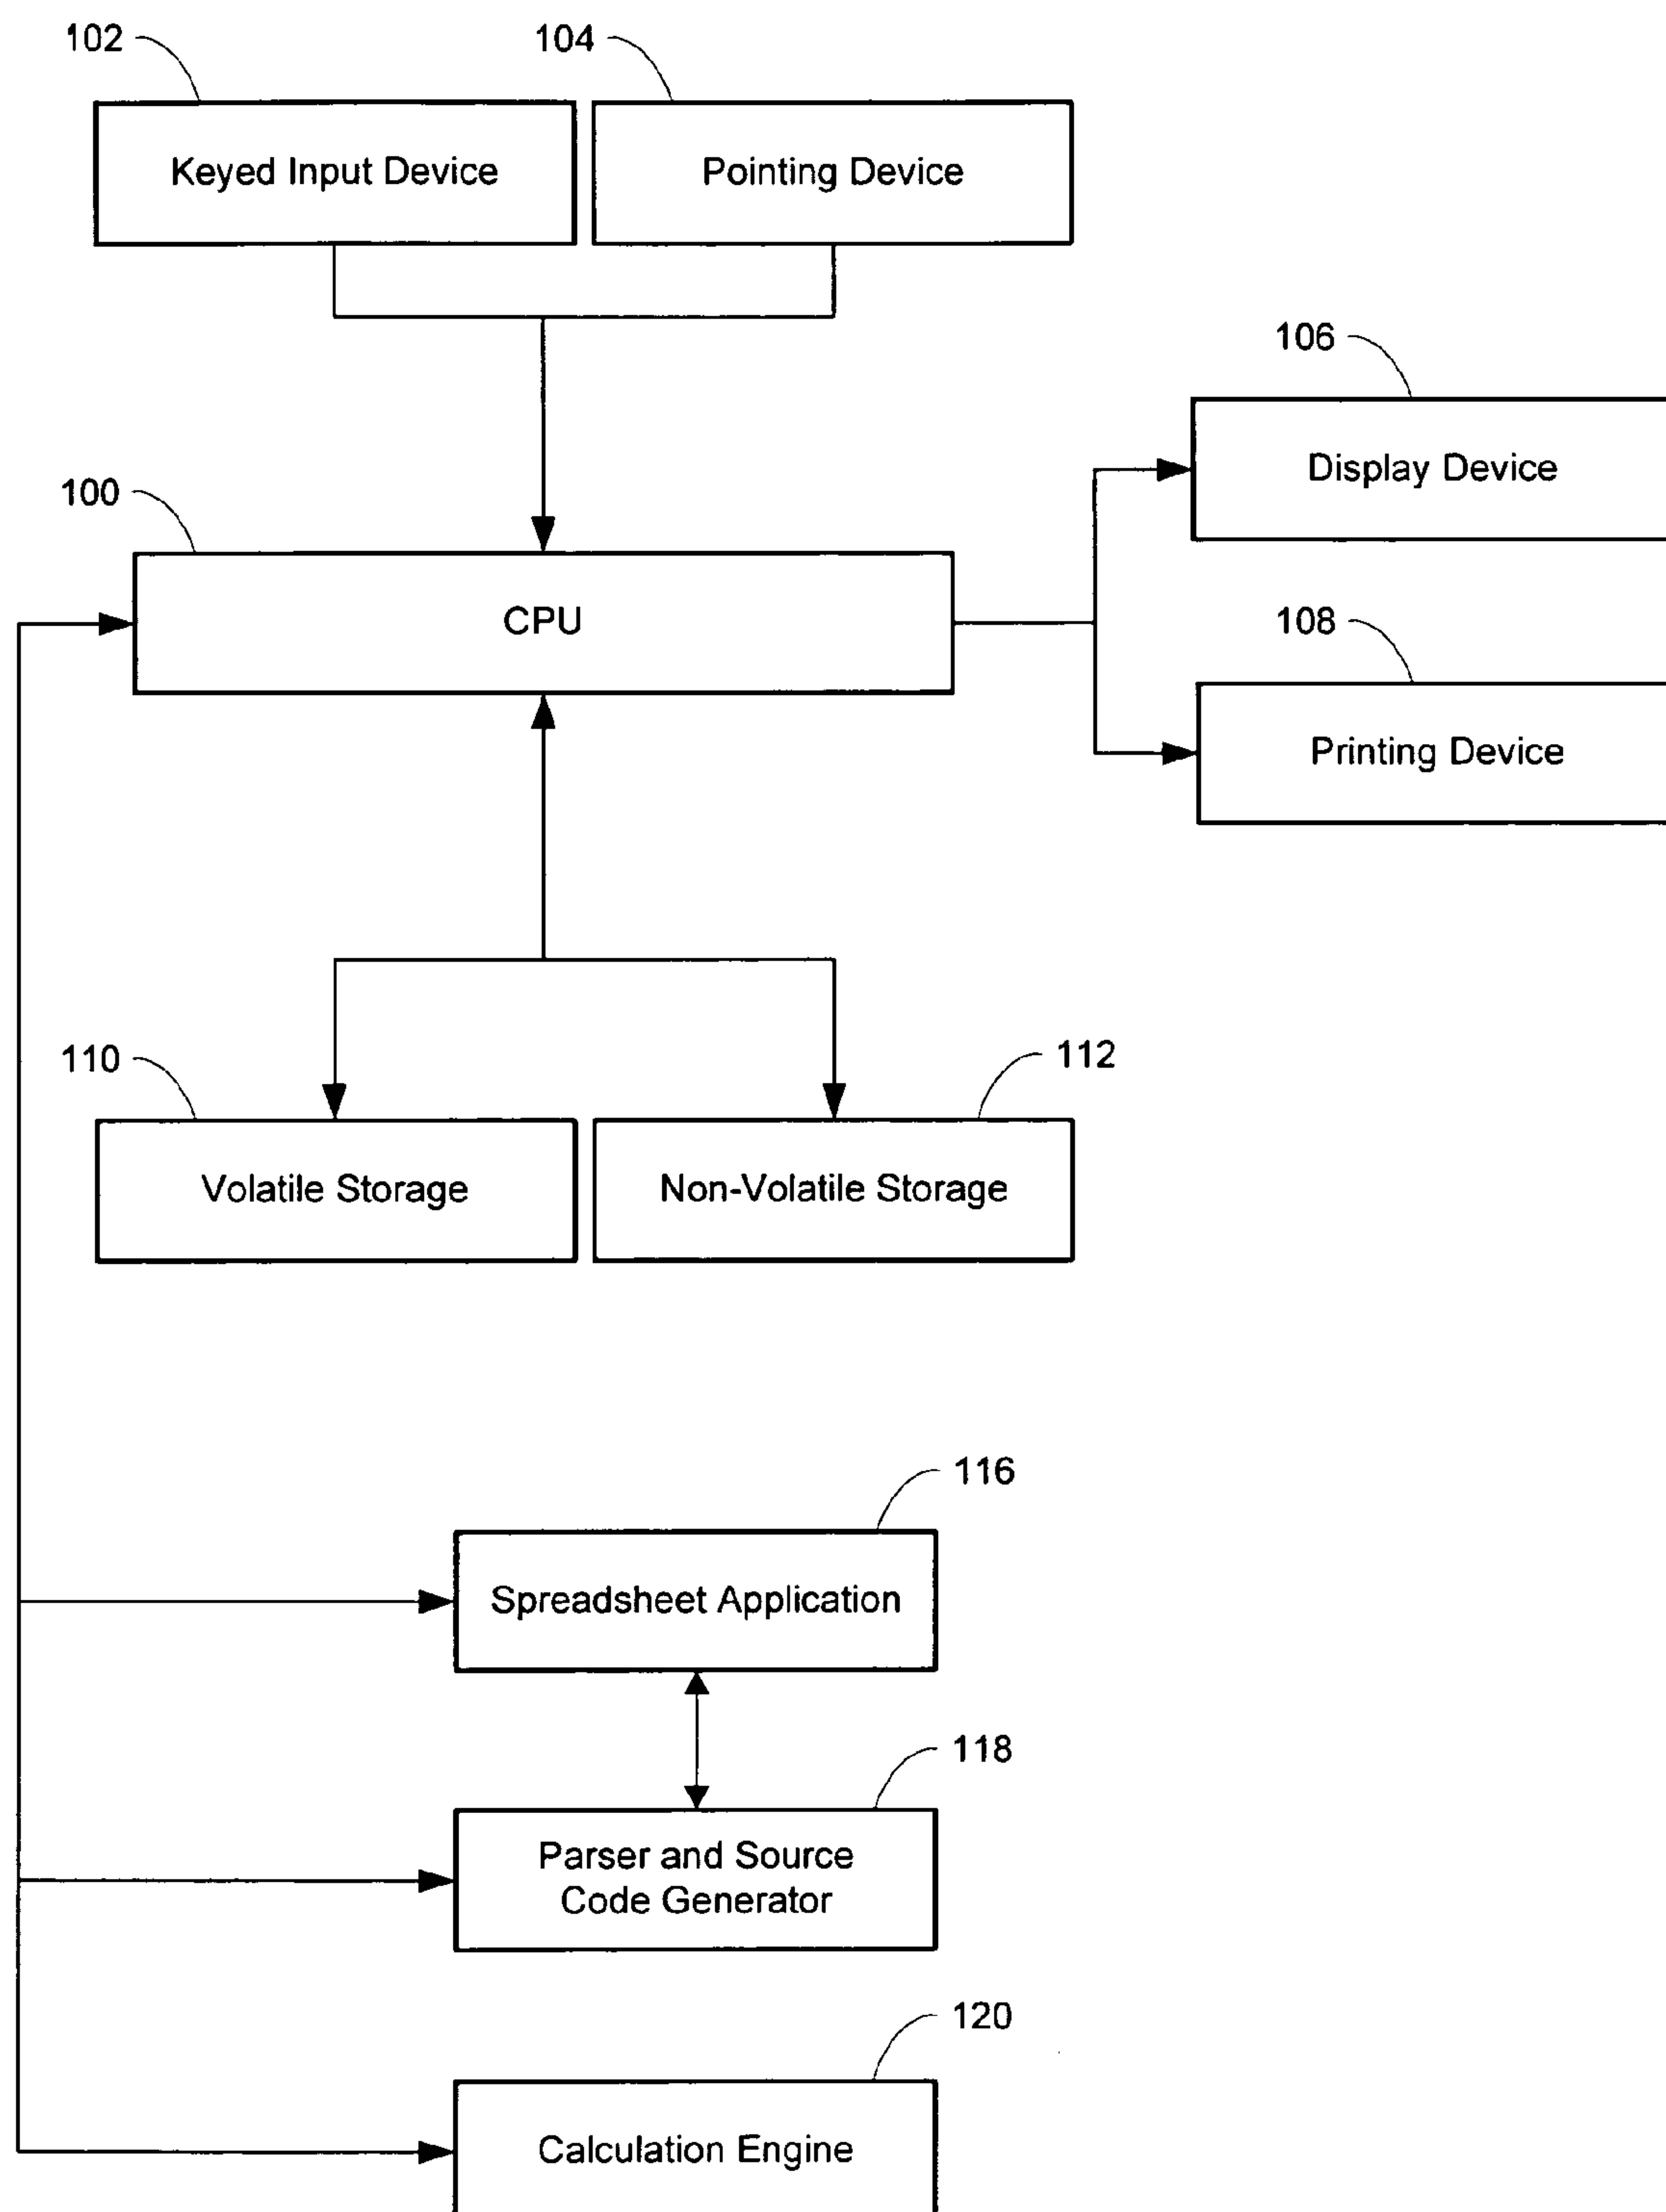 102
104
Keyed Input Device
Pointing Device
106
Display Device
100
CPU
108
Printing Device
110
112
Volatile Storage
Non-Volatile Storage
116
Spreadsheet Application
118
Parser and Source
Code Generator
120
Calculation Engine